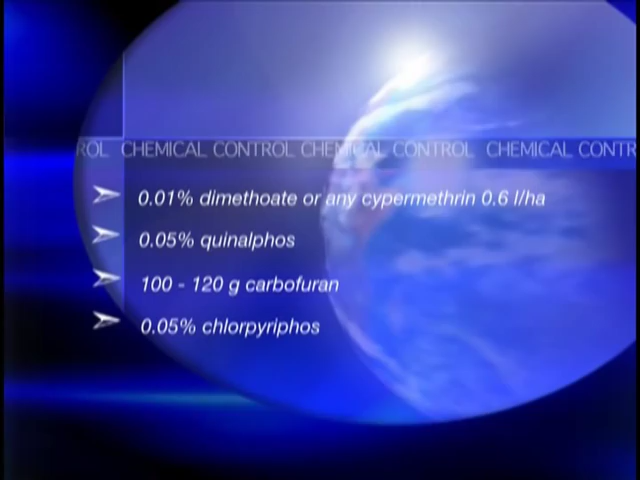 ROL CHEMICAL CONTROL CHEMICAL CONTROL CHEMICAL CONTR
0.01% dimethoate or any cypermethrin 0.6 l/ha
0.05% quinalphos
100 - 120 g carbofuran
0.05% chlorpyriphos